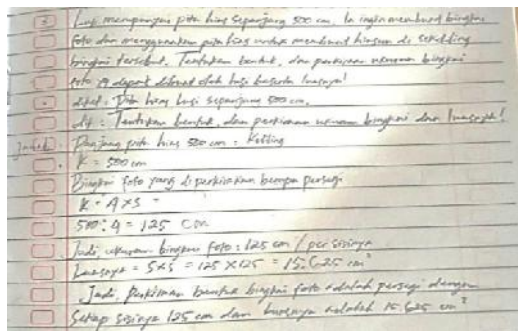 3. Lusi mempunyai pita hias sepanjang 500 cm. Ia ingin membuat bingkai
foto dan menggunakan pita hias untuk membuat hiasan di sekeliling
bingkai tersebut. Tentukan bentuk, dan perkiraan ukuran bingkai
foto yg dapat dibuat oleh lusi beserta luasnya!
diket : Pita hias lusi sepanjang 500 cm.
dit : Tentukan bentuk, dan perkiraan ukuran bingkai dan luasnya!
Jawab : Panjang pita hias 500 cm = Keliling
K = 500 cm
Bingkai foto yang diperkirakan berupa persegi
K = 4 × S =
500 : 4 = 125 cm
Jadi, ukuran bingkai foto : 125 cm / per sisinya
Luasnya = S×S = 125 × 125 = 15.625 cm²
Jadi, Perkiraan bentuk bingkai foto adalah persegi dengan
Setiap sisinya 125 cm dan luasnya adalah 15.625 cm²